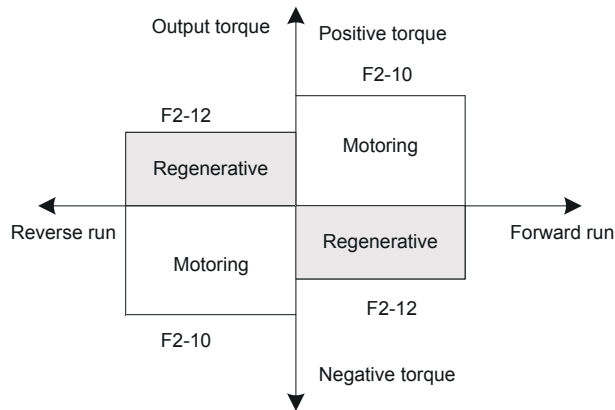 Output torque
Positive torque
F2-10
F2-12
Motoring
Regenerative
Reverse run
Forward run
Regenerative
Motoring
F2-12
F2-10
Negative torque